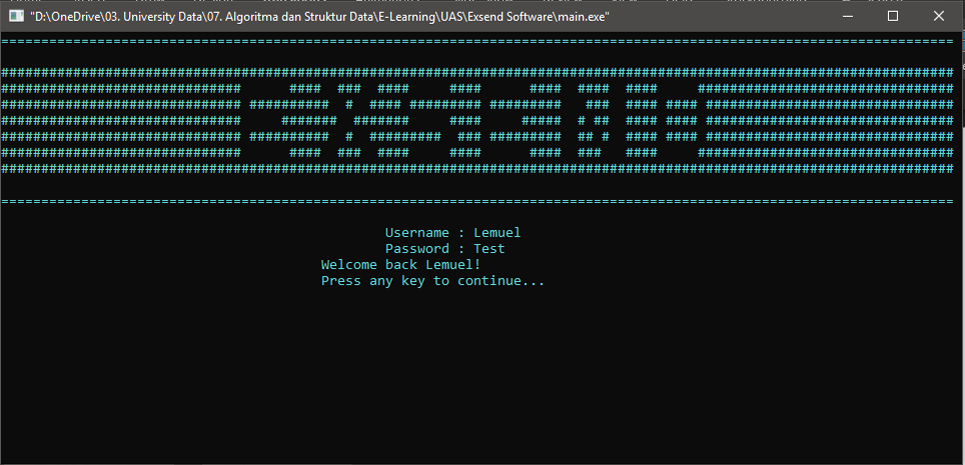 "D:\OneDrive\03. University Data\07. Algoritma dan Struktur Data\E-Learning\UAS\Exsend Software\main.exe"
EXSEND
Username : Lemuel
Password : Test
Welcome back Lemuel!
Press any key to continue...